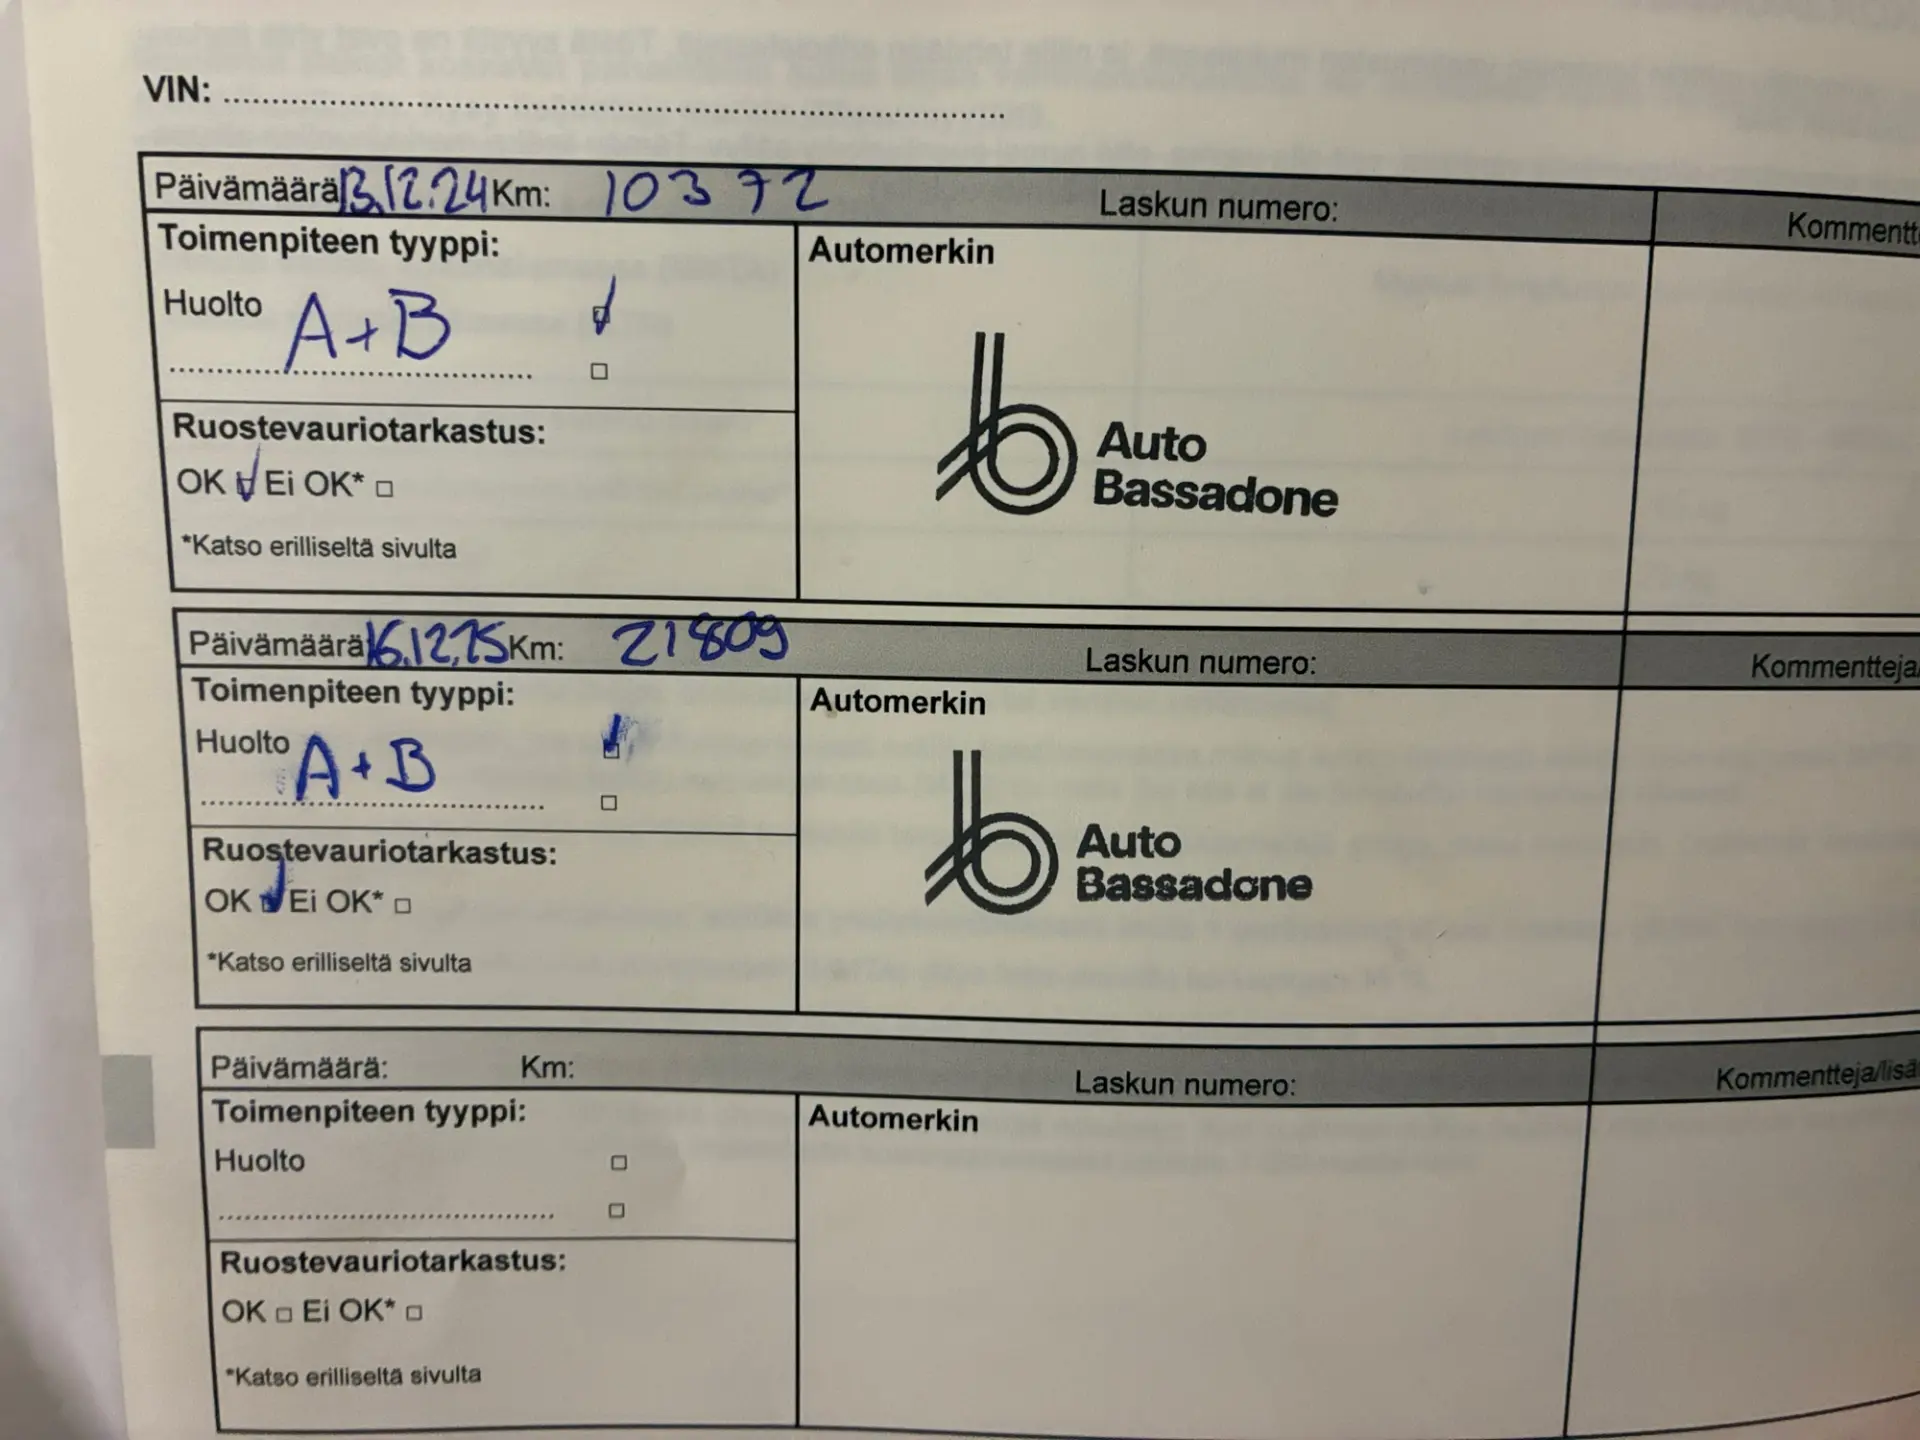 VIN: ......................................................
Päivämäärä 13.12.24 Km: 10372 Laskun numero: Kommentt
Toimenpiteen tyyppi: Automerkin
Huolto A+B
Auto
Bassadone
Ruostevauriotarkastus:
OK Ei OK*
*Katso erilliseltä sivulta
Päivämäärä 16.12.25 Km: 21809 Laskun numero: Kommentteja/
Toimenpiteen tyyppi: Automerkin
Huolto A+B
Auto
Bassadone
Ruostevauriotarkastus:
OK Ei OK*
*Katso erilliseltä sivulta
Päivämäärä: Km: Laskun numero: Kommentteja/lisä
Toimenpiteen tyyppi: Automerkin
Huolto
Ruostevauriotarkastus:
OK Ei OK*
*Katso erilliseltä sivulta